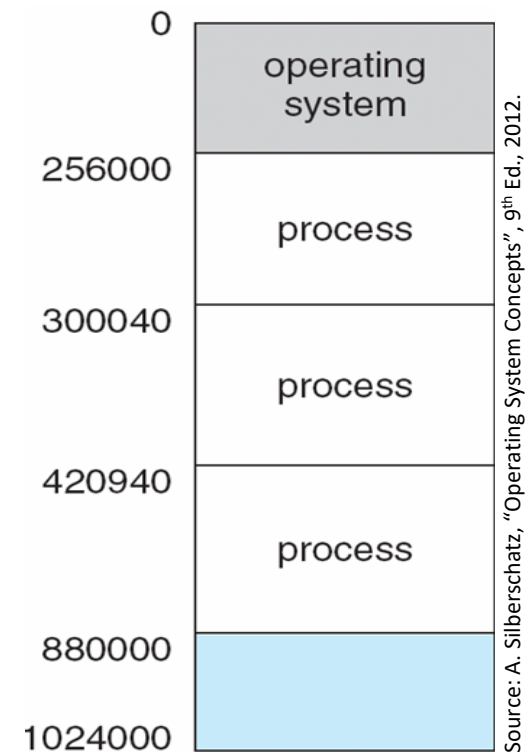 0
operating
system
256000
process
300040
process
420940
process
880000
1024000
Source: A. Silberschatz, “Operating System Concepts”, 9th Ed., 2012.